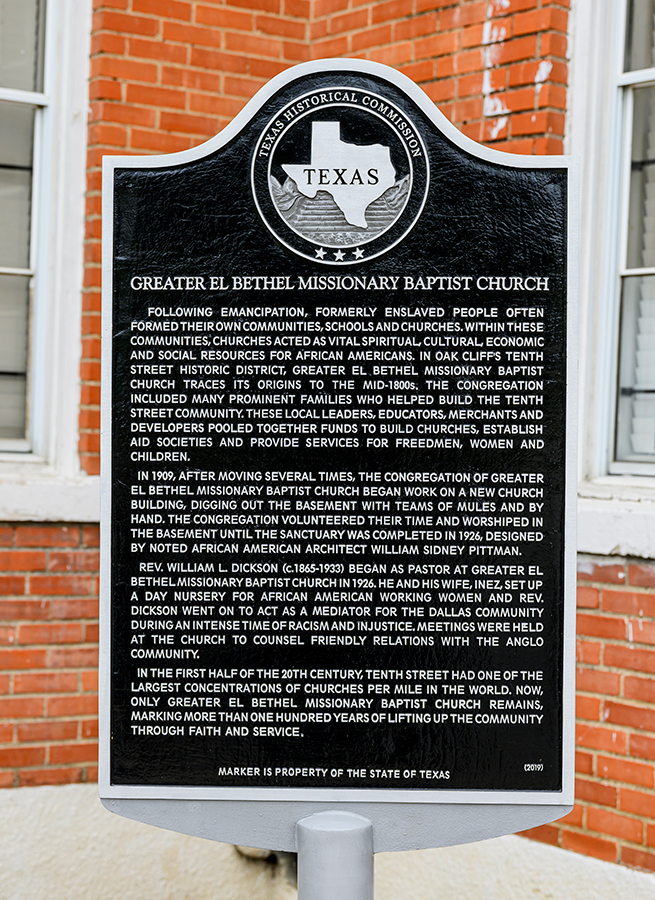 TEXAS HISTORICAL COMMISSION
TEXAS
GREATER EL BETHEL MISSIONARY BAPTIST CHURCH
FOLLOWING EMANCIPATION, FORMERLY ENSLAVED PEOPLE OFTEN
FORMED THEIR OWN COMMUNITIES, SCHOOLS AND CHURCHES. WITHIN THESE
COMMUNITIES, CHURCHES ACTED AS VITAL SPIRITUAL, CULTURAL, ECONOMIC
AND SOCIAL RESOURCES FOR AFRICAN AMERICANS. IN OAK CLIFF'S TENTH
STREET HISTORIC DISTRICT, GREATER EL BETHEL MISSIONARY BAPTIST
CHURCH TRACES ITS ORIGINS TO THE MID-1800s. THE CONGREGATION
INCLUDED MANY PROMINENT FAMILIES WHO HELPED BUILD THE TENTH
STREET COMMUNITY. THESE LOCAL LEADERS, EDUCATORS, MERCHANTS AND
DEVELOPERS POOLED TOGETHER FUNDS TO BUILD CHURCHES, ESTABLISH
AID SOCIETIES AND PROVIDE SERVICES FOR FREEDMEN, WOMEN AND
CHILDREN.
IN 1909, AFTER MOVING SEVERAL TIMES, THE CONGREGATION OF GREATER
EL BETHEL MISSIONARY BAPTIST CHURCH BEGAN WORK ON A NEW CHURCH
BUILDING, DIGGING OUT THE BASEMENT WITH TEAMS OF MULES AND BY
HAND. THE CONGREGATION VOLUNTEERED THEIR TIME AND WORSHIPED IN
THE BASEMENT UNTIL THE SANCTUARY WAS COMPLETED IN 1926, DESIGNED
BY NOTED AFRICAN AMERICAN ARCHITECT WILLIAM SIDNEY PITTMAN.
REV. WILLIAM L. DICKSON (c.1865-1933) BEGAN AS PASTOR AT GREATER EL
BETHEL MISSIONARY BAPTIST CHURCH IN 1926. HE AND HIS WIFE, INEZ, SET UP
A DAY NURSERY FOR AFRICAN AMERICAN WORKING WOMEN AND REV.
DICKSON WENT ON TO ACT AS A MEDIATOR FOR THE DALLAS COMMUNITY
DURING AN INTENSE TIME OF RACISM AND INJUSTICE. MEETINGS WERE HELD
AT THE CHURCH TO COUNSEL FRIENDLY RELATIONS WITH THE ANGLO
COMMUNITY.
IN THE FIRST HALF OF THE 20TH CENTURY, TENTH STREET HAD ONE OF THE
LARGEST CONCENTRATIONS OF CHURCHES PER MILE IN THE WORLD. NOW,
ONLY GREATER EL BETHEL MISSIONARY BAPTIST CHURCH REMAINS,
MARKING MORE THAN ONE HUNDRED YEARS OF LIFTING UP THE COMMUNITY
THROUGH FAITH AND SERVICE.
(2019)
MARKER IS PROPERTY OF THE STATE OF TEXAS